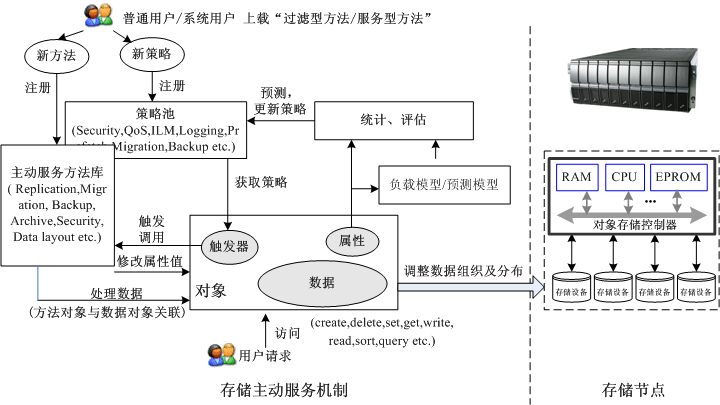 普通用户/系统用户 上载“过滤型方法/服务型方法”
新方法
新策略
注册
注册
预测，
更新策略
策略池
(Security,QoS,ILM,Logging,Pr
Migration,Backup etc.)
统计、评估
主动服务方法库
( Replication,Migr
ation, Backup,
Archive,Security,
Data layout etc.)
获取策略
负载模型/预测模型
触发
调用
触发器
属性
修改属性值
对象
数据
处理数据
(方法对象与数据对象关联)
调整数据组织及分布
访问
(create,delete,set,get,write,
read,sort,query etc.)
用户请求
存储主动服务机制
RAM
CPU
EPROM
...
对象存储控制器
存储设备
存储设备
存储设备
存储设备
存储节点